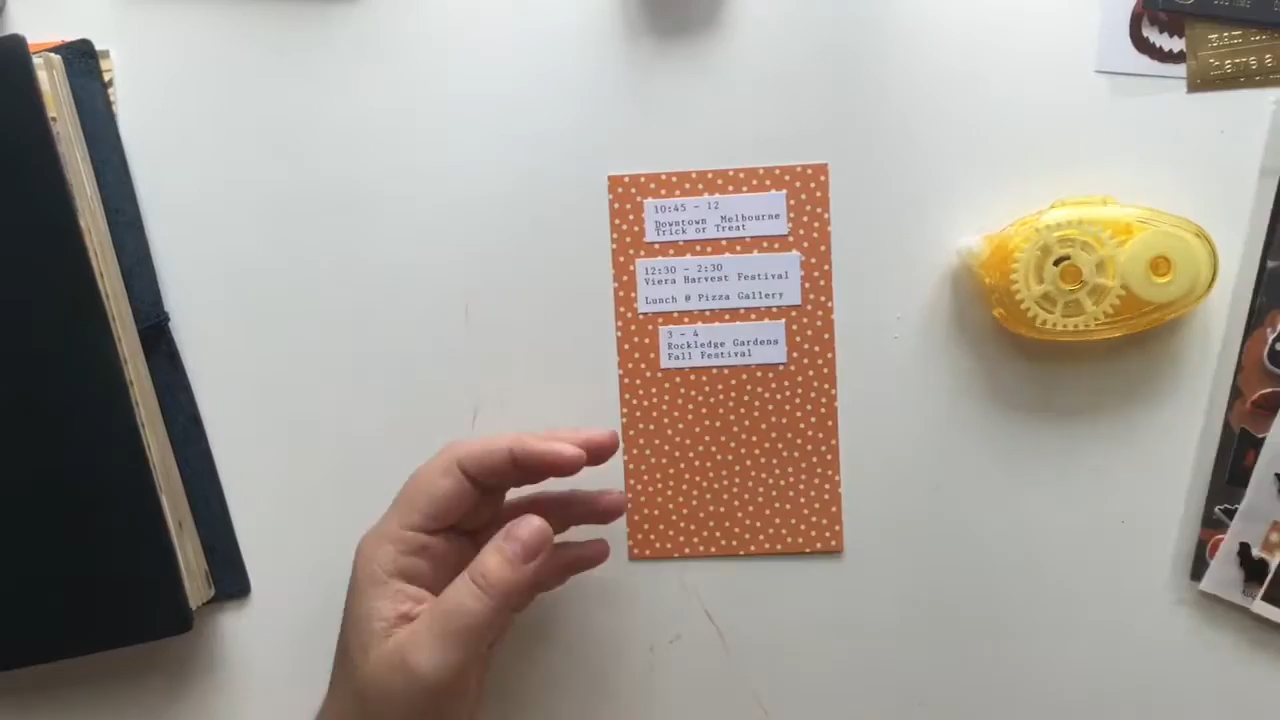 10:45 - 12
Downtown Melbourne
Trick or Treat
12:30 - 2:30
Viera Harvest Festival
Lunch @ Pizza Gallery
3 - 4
Rockledge Gardens
Fall Festival
have a